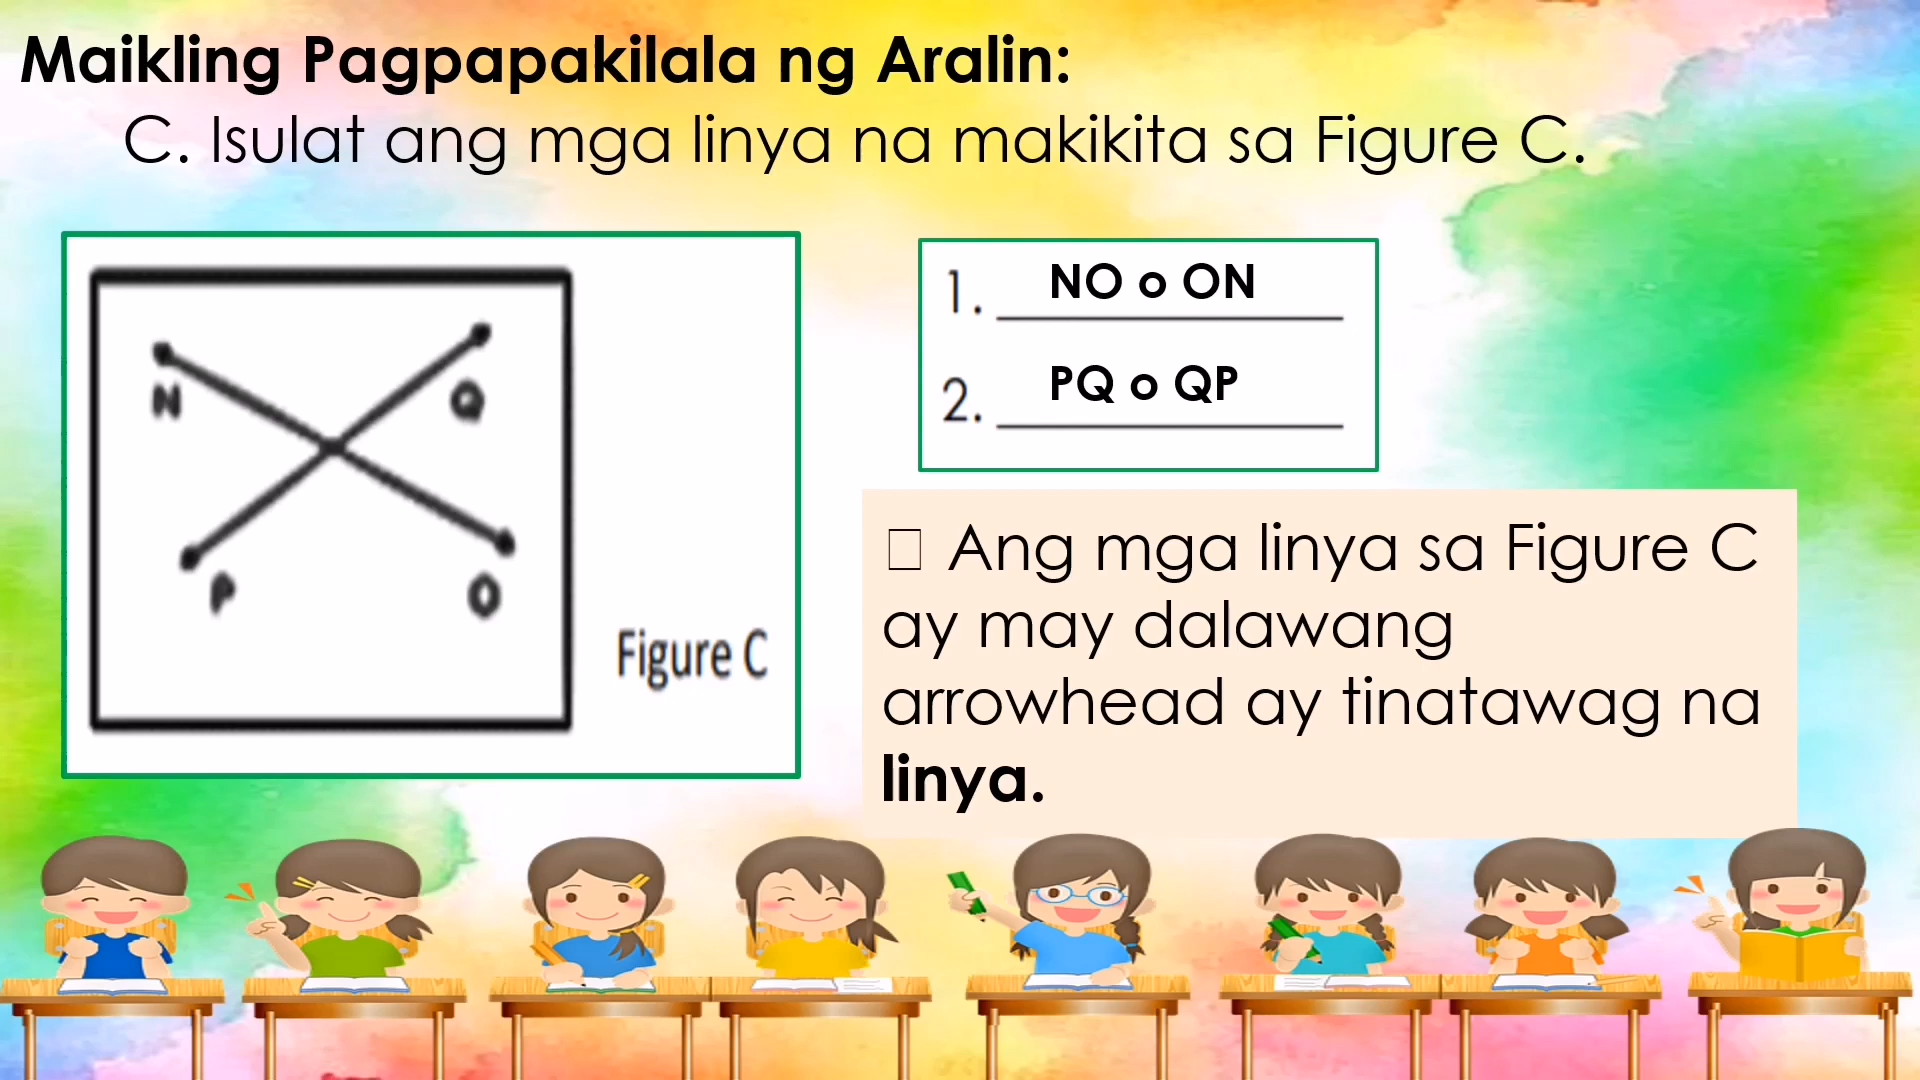 Maikling Pagpapakilala ng Aralin:
C. Isulat ang mga linya na makikita sa Figure C.
N
Q
P
O
Figure C
1. NO o ON
2. PQ o QP
Ang mga linya sa Figure C
ay may dalawang
arrowhead ay tinatawag na
linya.